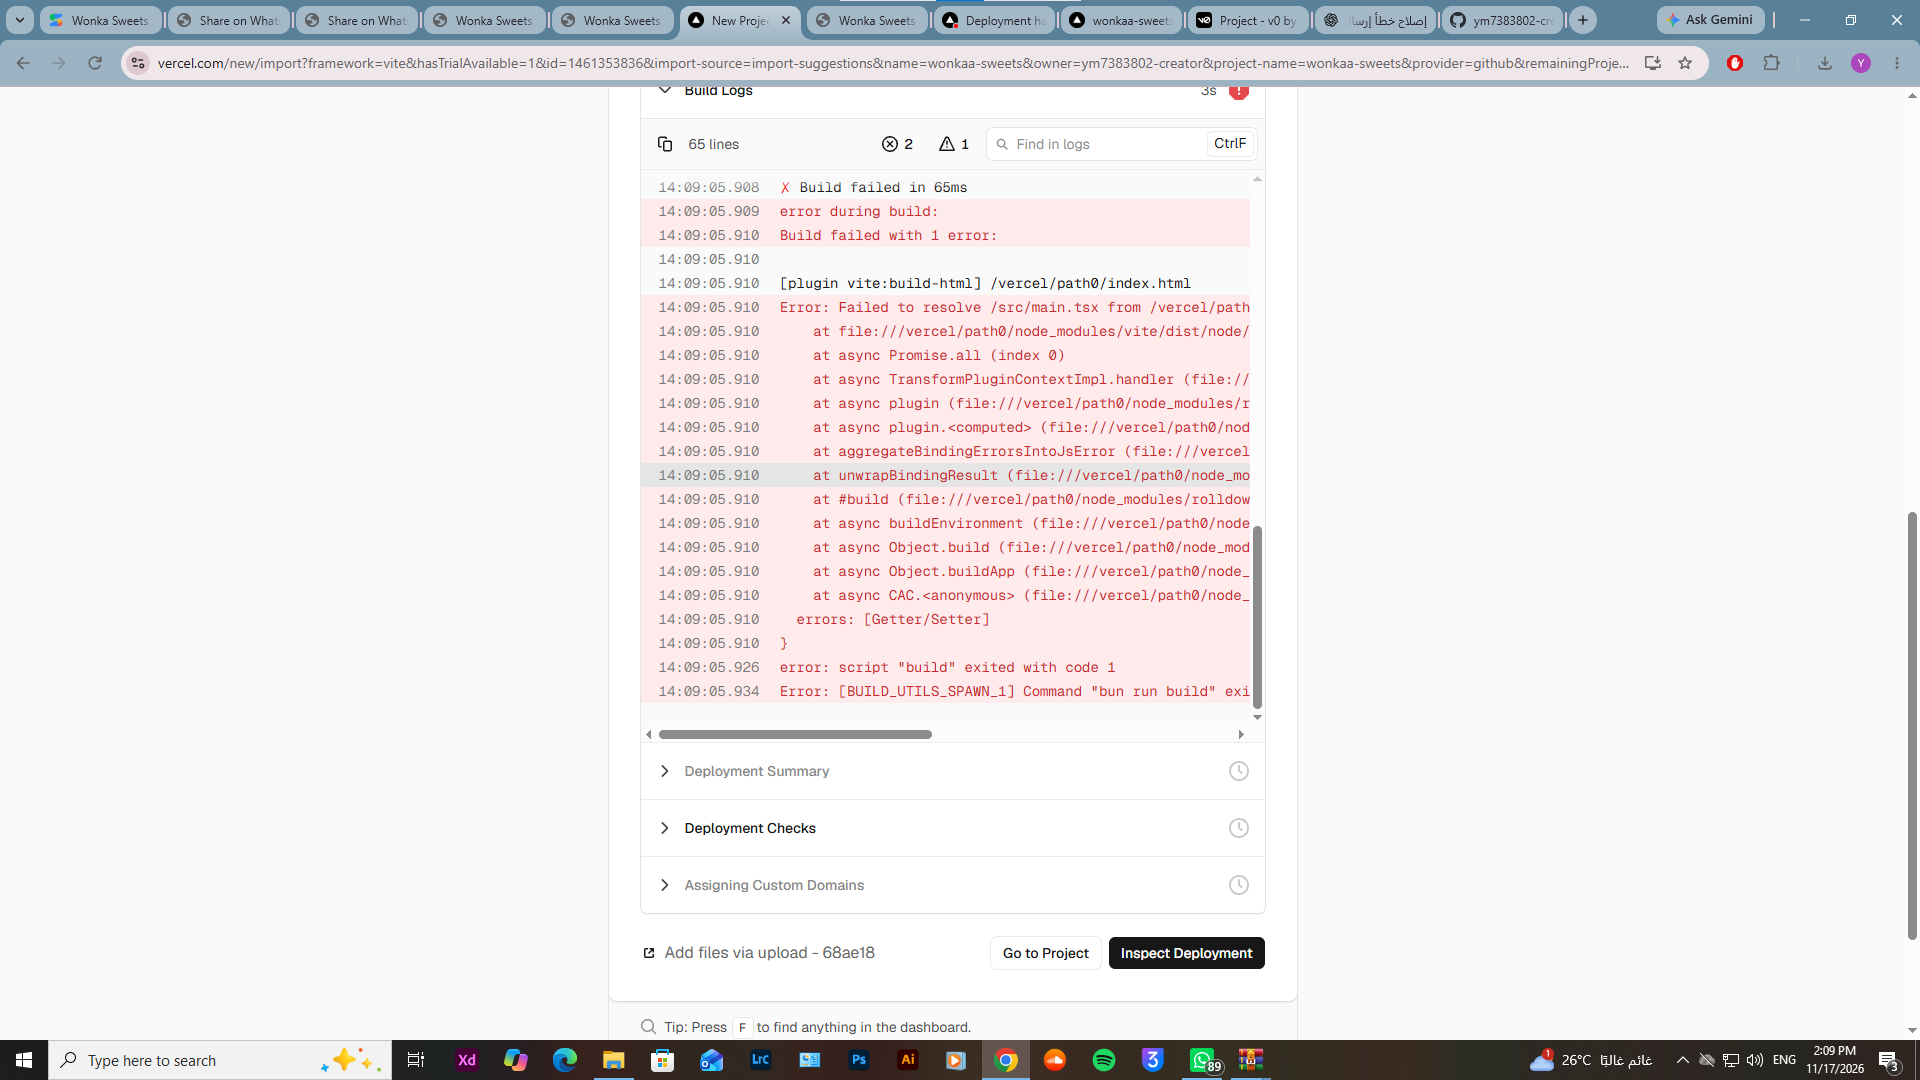 Wonka Sweets
Share on What
Share on What
Wonka Sweets
Wonka Sweets
New Proje
Wonka Sweets
Deployment ha
wonkaa-sweets
Project - v0 by
إصلاح خطأ إرسال
ym7383802-cre
Ask Gemini
vercel.com/new/import?framework=vite&hasTrialAvailable=1&id=1461353836&import-source=import-suggestions&name=wonkaa-sweets&owner=ym7383802-creator&project-name=wonkaa-sweets&provider=github&remainingProje...
Y
Build Logs
3s
65 lines
2
1
Find in logs
CtrlF
14:09:05.908 ✗ Build failed in 65ms
14:09:05.909 error during build:
14:09:05.910 Build failed with 1 error:
14:09:05.910
14:09:05.910 [plugin vite:build-html] /vercel/path0/index.html
14:09:05.910 Error: Failed to resolve /src/main.tsx from /vercel/path
14:09:05.910 at file:///vercel/path0/node_modules/vite/dist/node/
14:09:05.910 at async Promise.all (index 0)
14:09:05.910 at async TransformPluginContextImpl.handler (file://
14:09:05.910 at async plugin (file:///vercel/path0/node_modules/r
14:09:05.910 at async plugin.<computed> (file:///vercel/path0/nod
14:09:05.910 at aggregateBindingErrorsIntoJsError (file:///vercel
14:09:05.910 at unwrapBindingResult (file:///vercel/path0/node_mo
14:09:05.910 at #build (file:///vercel/path0/node_modules/rolldow
14:09:05.910 at async buildEnvironment (file:///vercel/path0/node
14:09:05.910 at async Object.build (file:///vercel/path0/node_mod
14:09:05.910 at async Object.buildApp (file:///vercel/path0/node_
14:09:05.910 at async CAC.<anonymous> (file:///vercel/path0/node_
14:09:05.910 errors: [Getter/Setter]
14:09:05.910 }
14:09:05.926 error: script "build" exited with code 1
14:09:05.934 Error: [BUILD_UTILS_SPAWN_1] Command "bun run build" exi
Deployment Summary
Deployment Checks
Assigning Custom Domains
Add files via upload - 68ae18
Go to Project
Inspect Deployment
Tip: Press F to find anything in the dashboard.
Type here to search
Xd
LrC
Ps
Ai
3
89
1
26°C غائم غالبًا
ENG
2:09 PM
11/17/2026
3